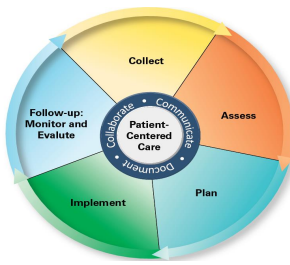 Collect
Assess
Plan
Implement
Follow-up:
Monitor and
Evalute
Collaborate • Communicate • Document •
Patient-
Centered
Care